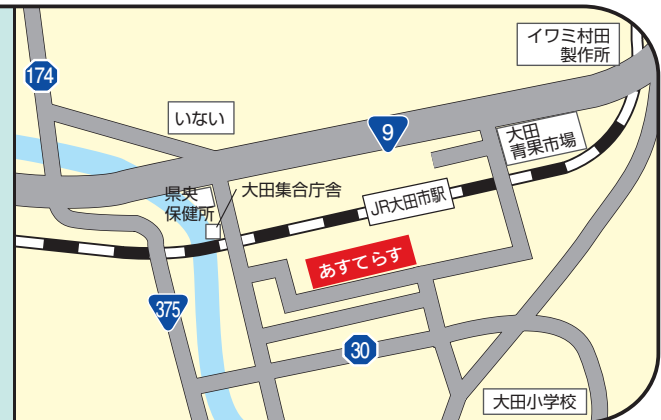 イワミ村田
製作所
174
いない
9
大田
青果市場
県央
保健所
大田集合庁舎
JR大田市駅
あすてらす
375
30
大田小学校